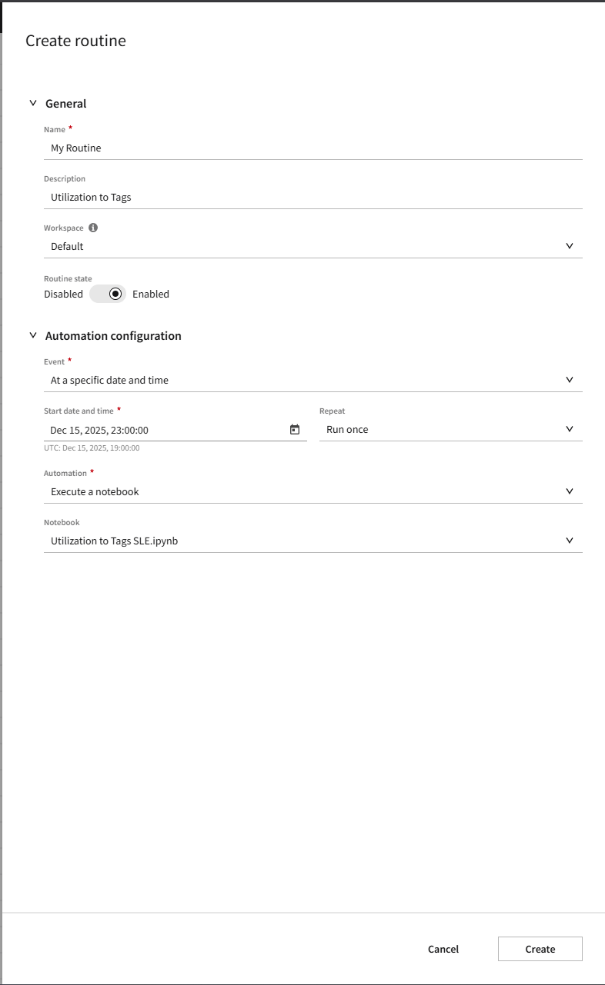 Create routine
General
Name *
My Routine
Description
Utilization to Tags
Workspace
Default
Routine state
Disabled Enabled
Automation configuration
Event *
At a specific date and time
Start date and time * Repeat
Dec 15, 2025, 23:00:00 Run once
UTC: Dec 15, 2025, 19:00:00
Automation *
Execute a notebook
Notebook
Utilization to Tags SLE.ipynb
Cancel Create